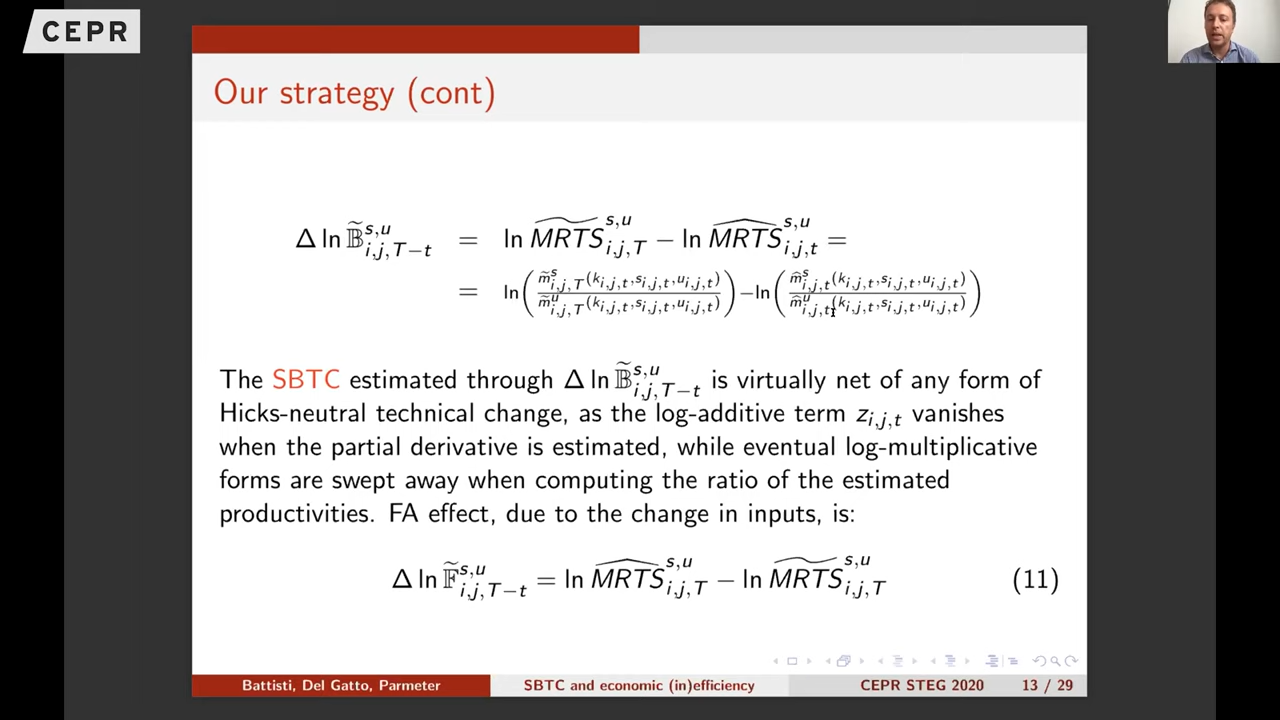 CEPR
Our strategy (cont)
Δ ln 𝔹̃^{s,u}_{i,j,T−t} = ln \widetilde{MRTS}^{s,u}_{i,j,T} − ln \widehat{MRTS}^{s,u}_{i,j,t} =
= ln( m̃^s_{i,j,T}(k_{i,j,t},s_{i,j,t},u_{i,j,t}) / m̃^u_{i,j,T}(k_{i,j,t},s_{i,j,t},u_{i,j,t}) ) − ln( m̂^s_{i,j,t}(k_{i,j,t},s_{i,j,t},u_{i,j,t}) / m̂^u_{i,j,t}(k_{i,j,t},s_{i,j,t},u_{i,j,t}) )
The SBTC estimated through Δ ln 𝔹̃^{s,u}_{i,j,T−t} is virtually net of any form of
Hicks-neutral technical change, as the log-additive term z_{i,j,t} vanishes
when the partial derivative is estimated, while eventual log-multiplicative
forms are swept away when computing the ratio of the estimated
productivities. FA effect, due to the change in inputs, is:
Δ ln 𝔽̃^{s,u}_{i,j,T−t} = ln \widehat{MRTS}^{s,u}_{i,j,T} − ln \widetilde{MRTS}^{s,u}_{i,j,T} (11)
Battisti, Del Gatto, Parmeter SBTC and economic (in)efficiency CEPR STEG 2020 13 / 29